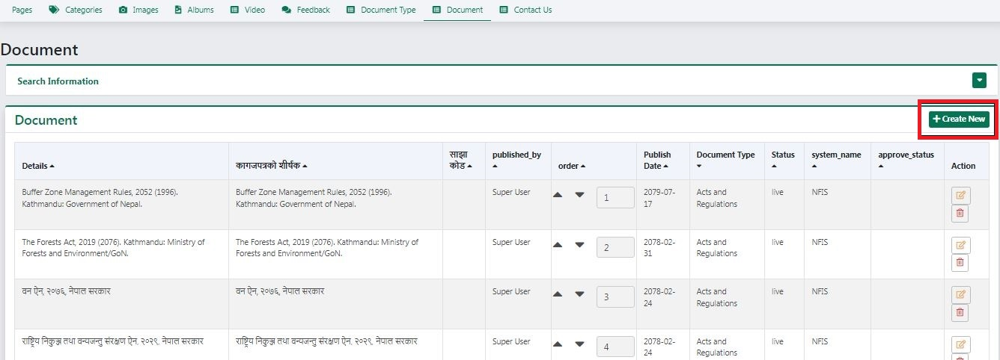 Pages Categories Images Albums Video Feedback Document Type Document Contact Us
Document
Search Information
Document
Create New
Details कागजपत्रको शीर्षक साझा कोड published_by order Publish Date Document Type Status system_name approve_status Action
Buffer Zone Management Rules, 2052 (1996). Kathmandu: Government of Nepal. Buffer Zone Management Rules, 2052 (1996). Kathmandu: Government of Nepal. Super User 1 2079-07-17 Acts and Regulations live NFIS
The Forests Act, 2019 (2076). Kathmandu: Ministry of Forests and Environment/GoN. The Forests Act, 2019 (2076). Kathmandu: Ministry of Forests and Environment/GoN. Super User 2 2078-02-31 Acts and Regulations live NFIS
वन ऐन, २०७६, नेपाल सरकार वन ऐन, २०७६, नेपाल सरकार Super User 3 2078-02-24 Acts and Regulations live NFIS
राष्ट्रिय निकुञ्ज तथा वन्यजन्तु संरक्षण ऐन, २०२९, नेपाल सरकार राष्ट्रिय निकुञ्ज तथा वन्यजन्तु संरक्षण ऐन, २०२९, नेपाल सरकार Super User 4 2078-02-24 Acts and Regulations live NFIS